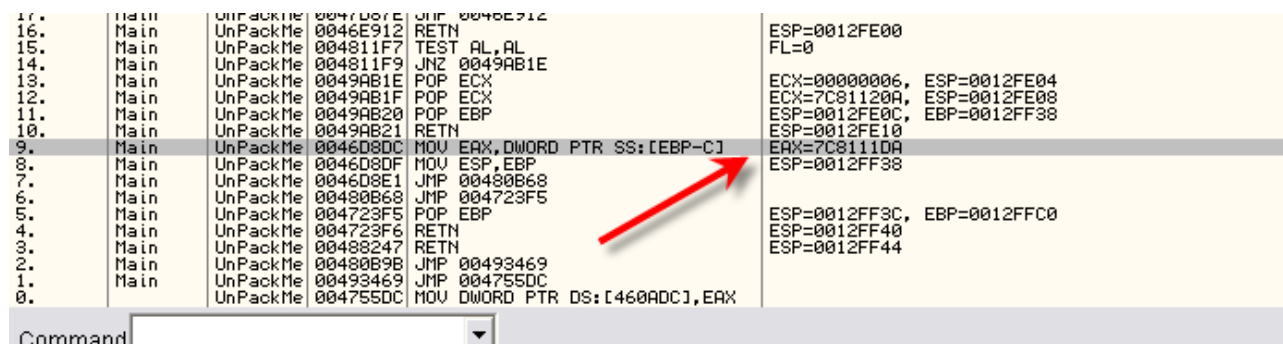 17. Main UnPackMe 0047D87E JMP 0046E912
16. Main UnPackMe 0046E912 RETN ESP=0012FE00
15. Main UnPackMe 004811F7 TEST AL,AL FL=0
14. Main UnPackMe 004811F9 JNZ 0049AB1E
13. Main UnPackMe 0049AB1E POP ECX ECX=00000006, ESP=0012FE04
12. Main UnPackMe 0049AB1F POP ECX ECX=7C81120A, ESP=0012FE08
11. Main UnPackMe 0049AB20 POP EBP ESP=0012FE0C, EBP=0012FF38
10. Main UnPackMe 0049AB21 RETN ESP=0012FE10
9. Main UnPackMe 0046D8DC MOV EAX,DWORD PTR SS:[EBP-C] EAX=7C8111DA
8. Main UnPackMe 0046D8DF MOV ESP,EBP ESP=0012FF38
7. Main UnPackMe 0046D8E1 JMP 00480B68
6. Main UnPackMe 00480B68 JMP 004723F5
5. Main UnPackMe 004723F5 POP EBP ESP=0012FF3C, EBP=0012FFC0
4. Main UnPackMe 004723F6 RETN ESP=0012FF40
3. Main UnPackMe 00488247 RETN ESP=0012FF44
2. Main UnPackMe 00480B9B JMP 00493469
1. Main UnPackMe 00493469 JMP 004755DC
0. UnPackMe 004755DC MOV DWORD PTR DS:[460ADC],EAX
Command